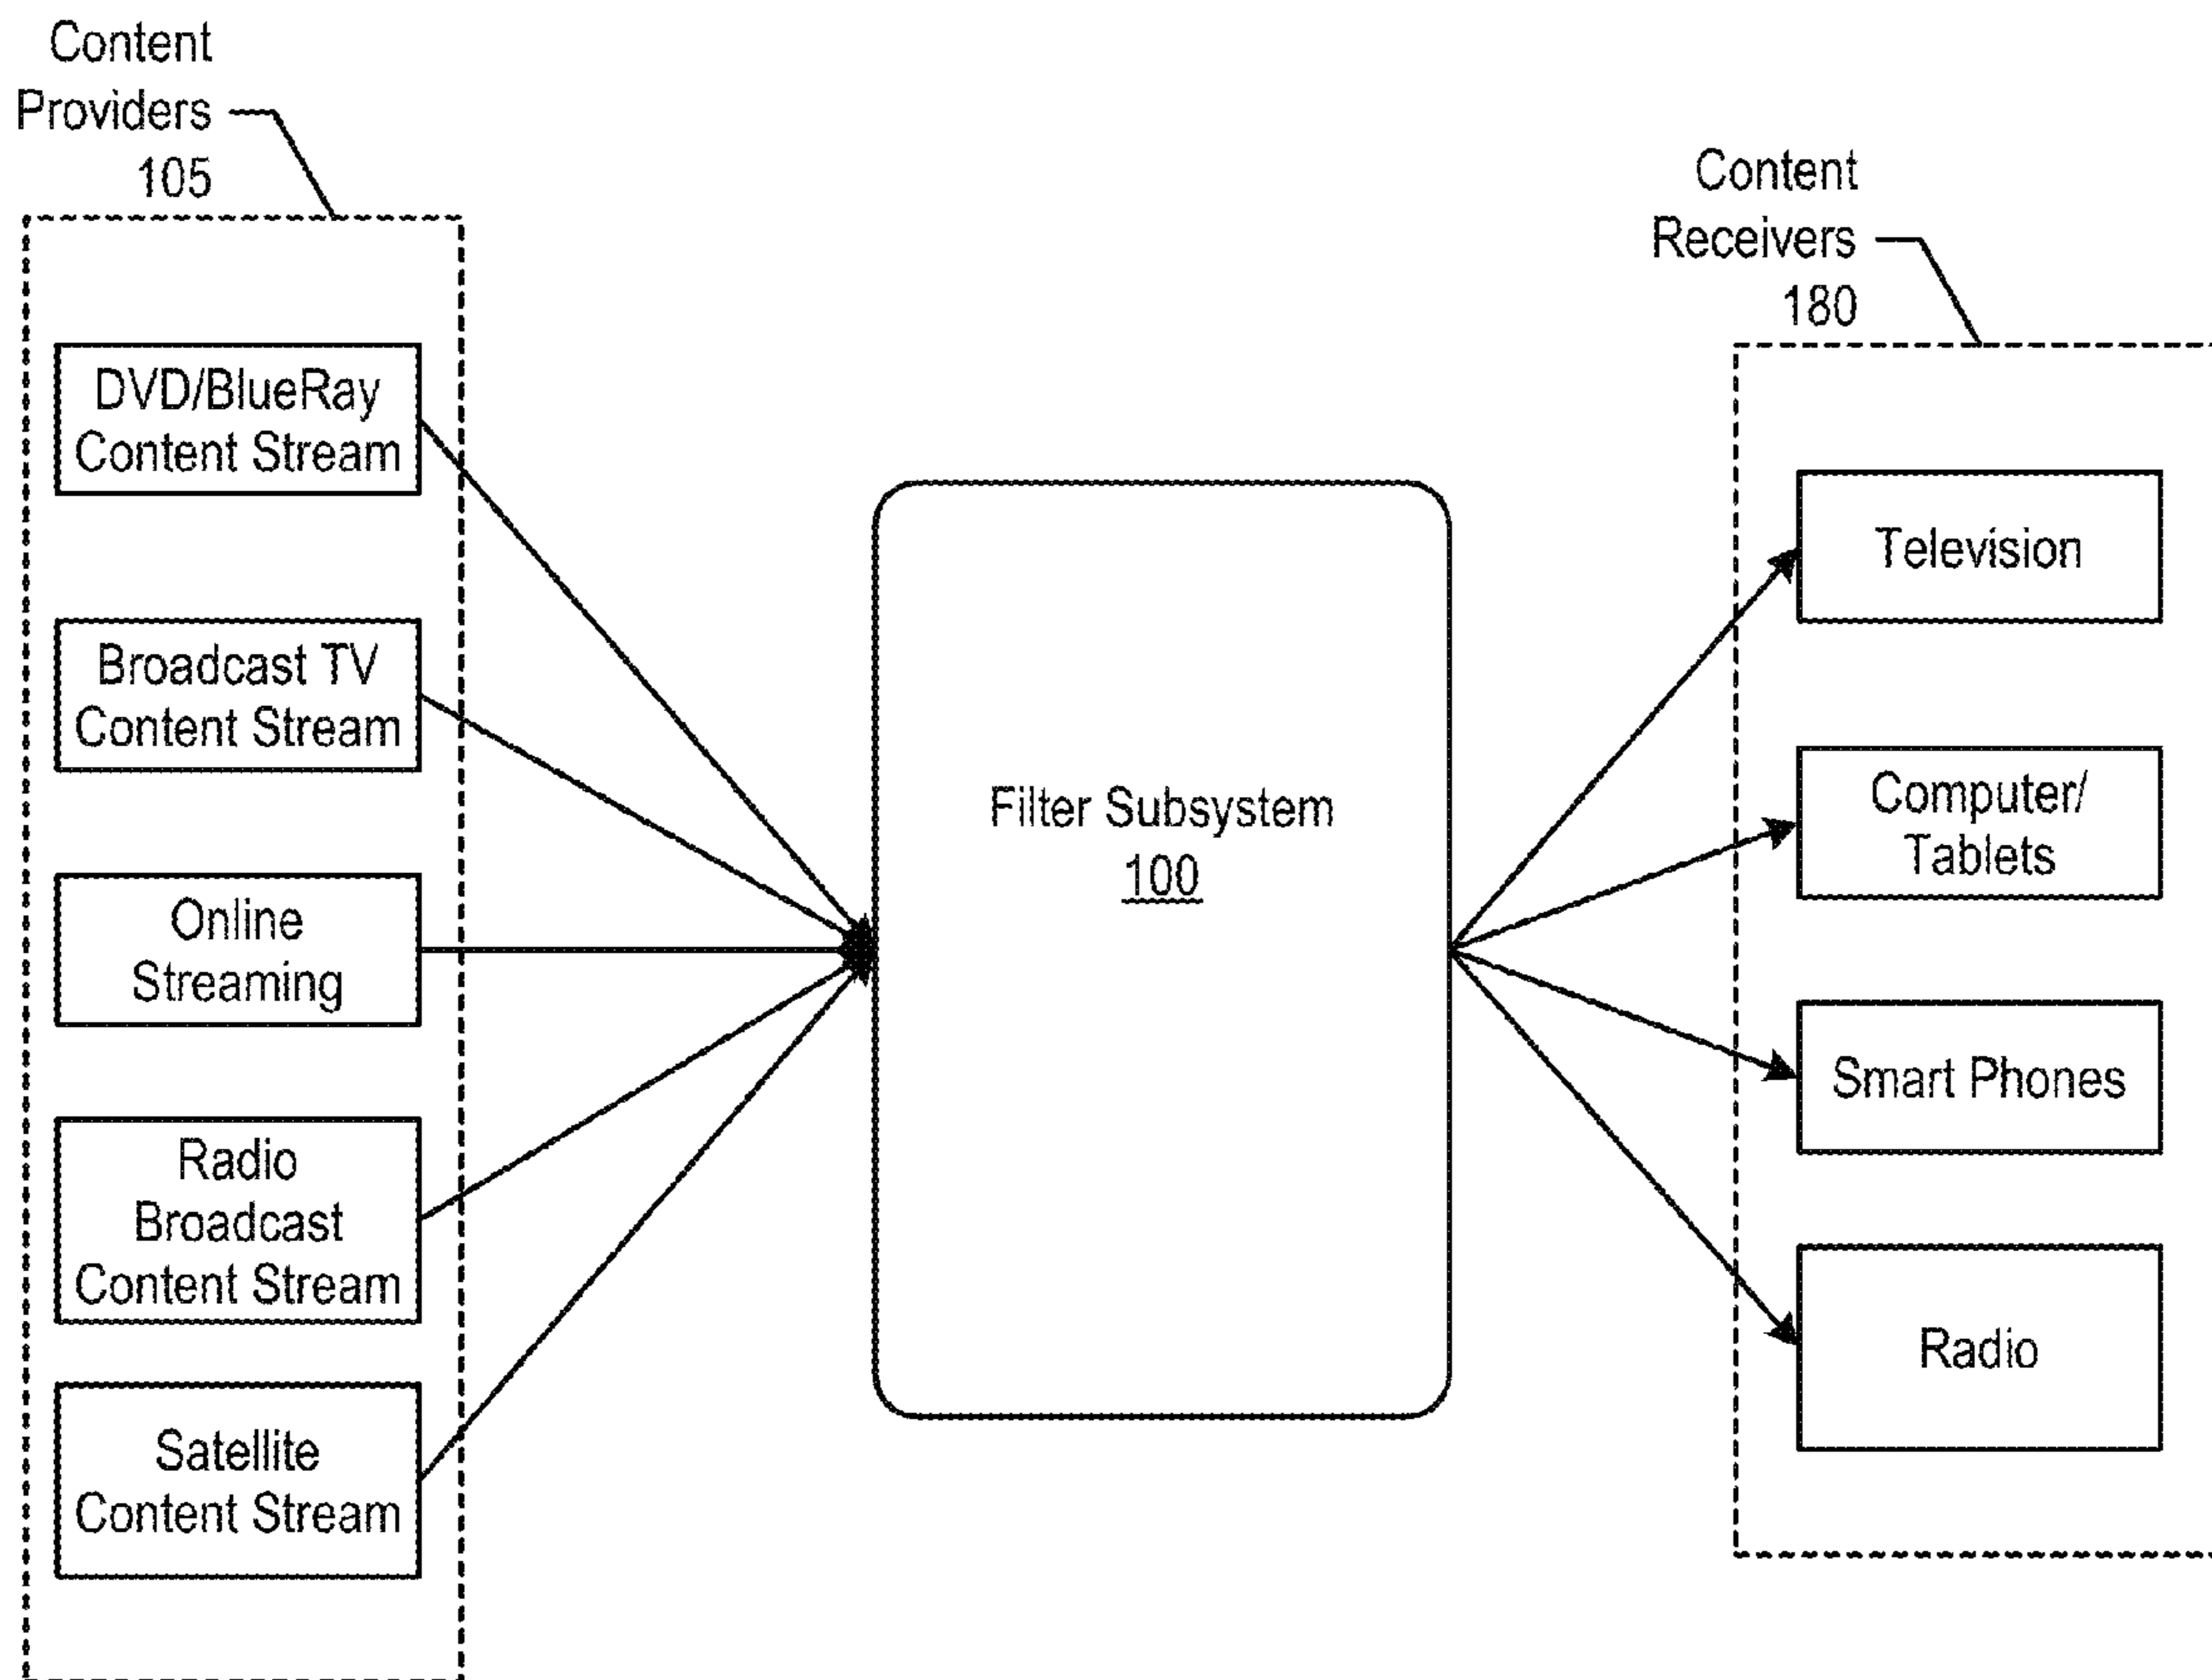 Content
Providers
105
DVD/BlueRay
Content Stream
Broadcast TV
Content Stream
Online
Streaming
Radio
Broadcast
Content Stream
Satellite
Content Stream
Filter Subsystem
100
Content
Receivers
180
Television
Computer/
Tablets
Smart Phones
Radio